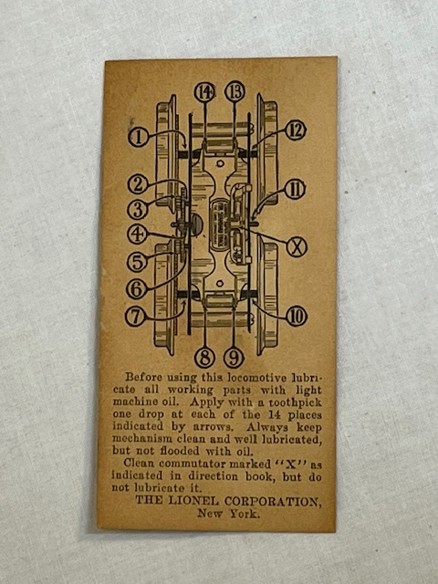 14 13
1 12
2
3 11
4 X
5
6
7 10
8 9
Before using this locomotive lubri-
cate all working parts with light
machine oil. Apply with a toothpick
one drop at each of the 14 places
indicated by arrows. Always keep
mechanism clean and well lubricated,
but not flooded with oil.
Clean commutator marked "X" as
indicated in direction book, but do
not lubricate it.
THE LIONEL CORPORATION,
New York.